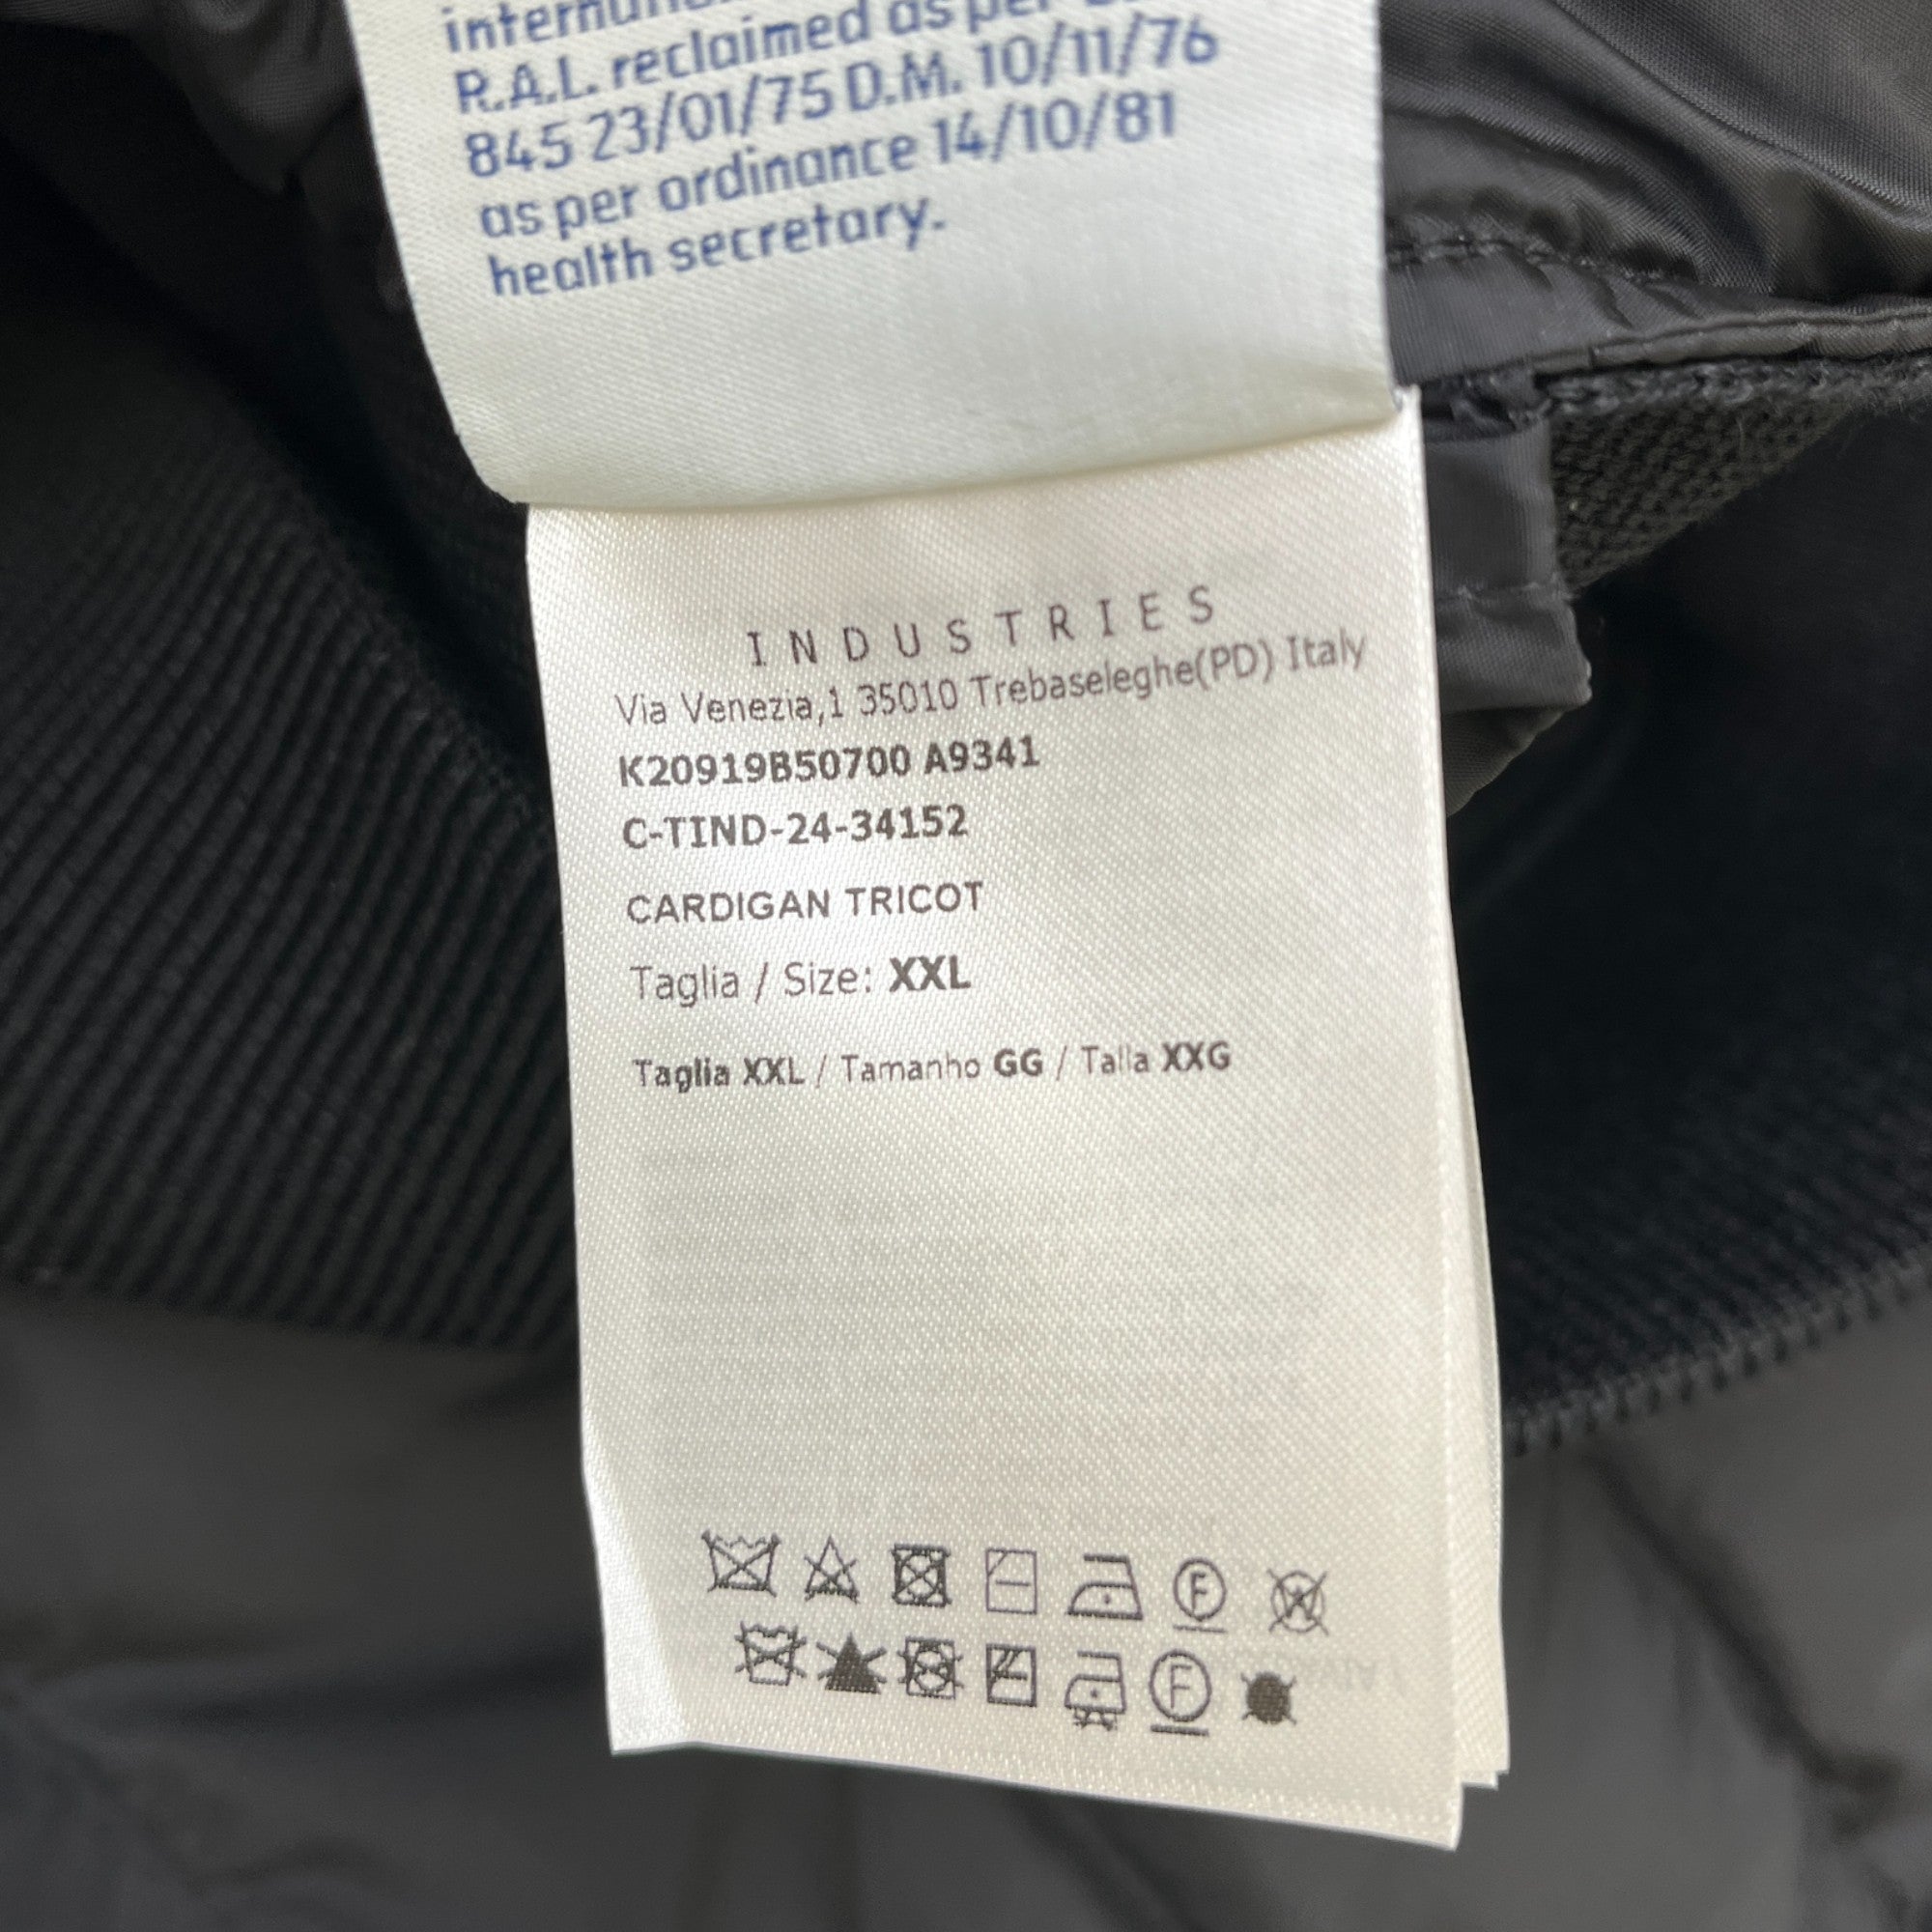 R.A.L. reclaimed as per
845 23/01/75 D.M. 10/11/76
as per ordinance 14/10/81
health secretary.
INDUSTRIES
Via Venezia,1 35010 Trebaseleghe(PD) Italy
K20919B50700 A9341
C-TIND-24-34152
CARDIGAN TRICOT
Taglia / Size: XXL
Taglia XXL / Tamanho GG / Talla XXG
F W
F